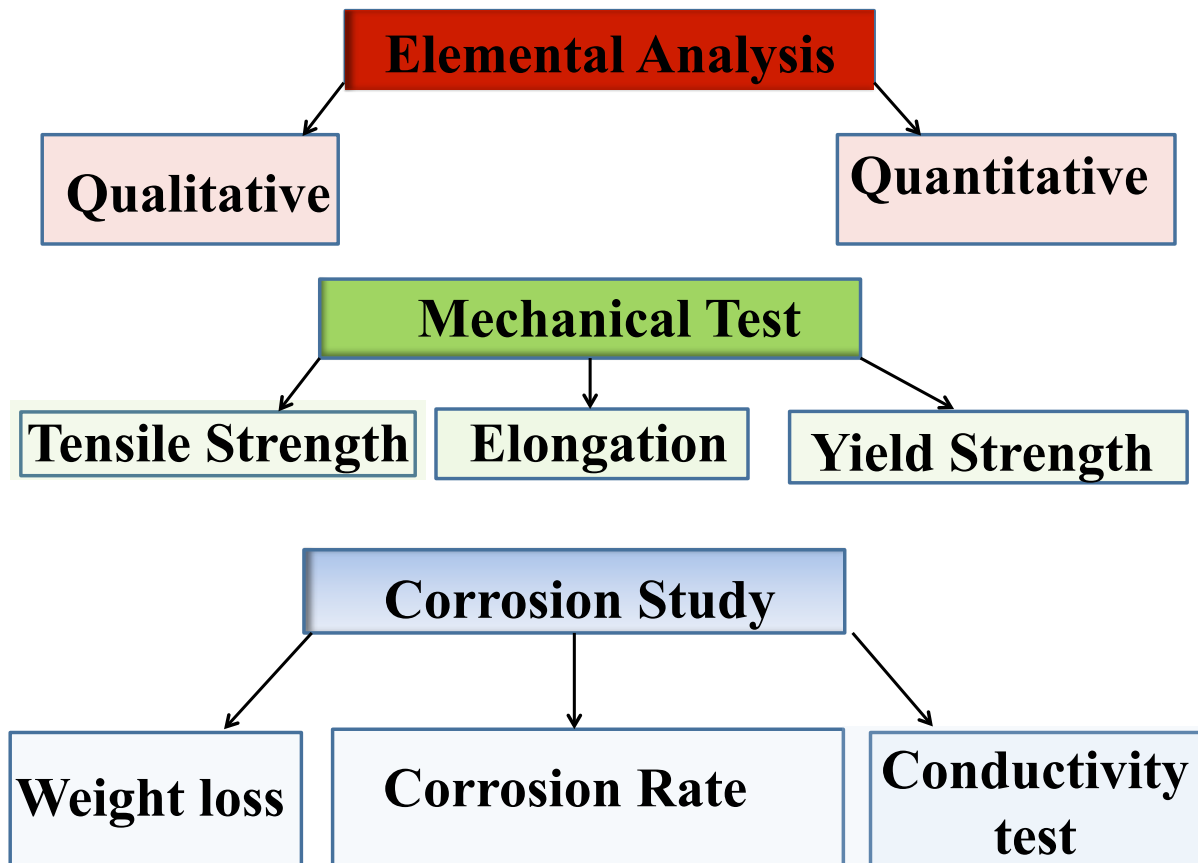 Elemental Analysis
Qualitative
Quantitative
Mechanical Test
Tensile Strength
Elongation
Yield Strength
Corrosion Study
Weight loss
Corrosion Rate
Conductivity
test